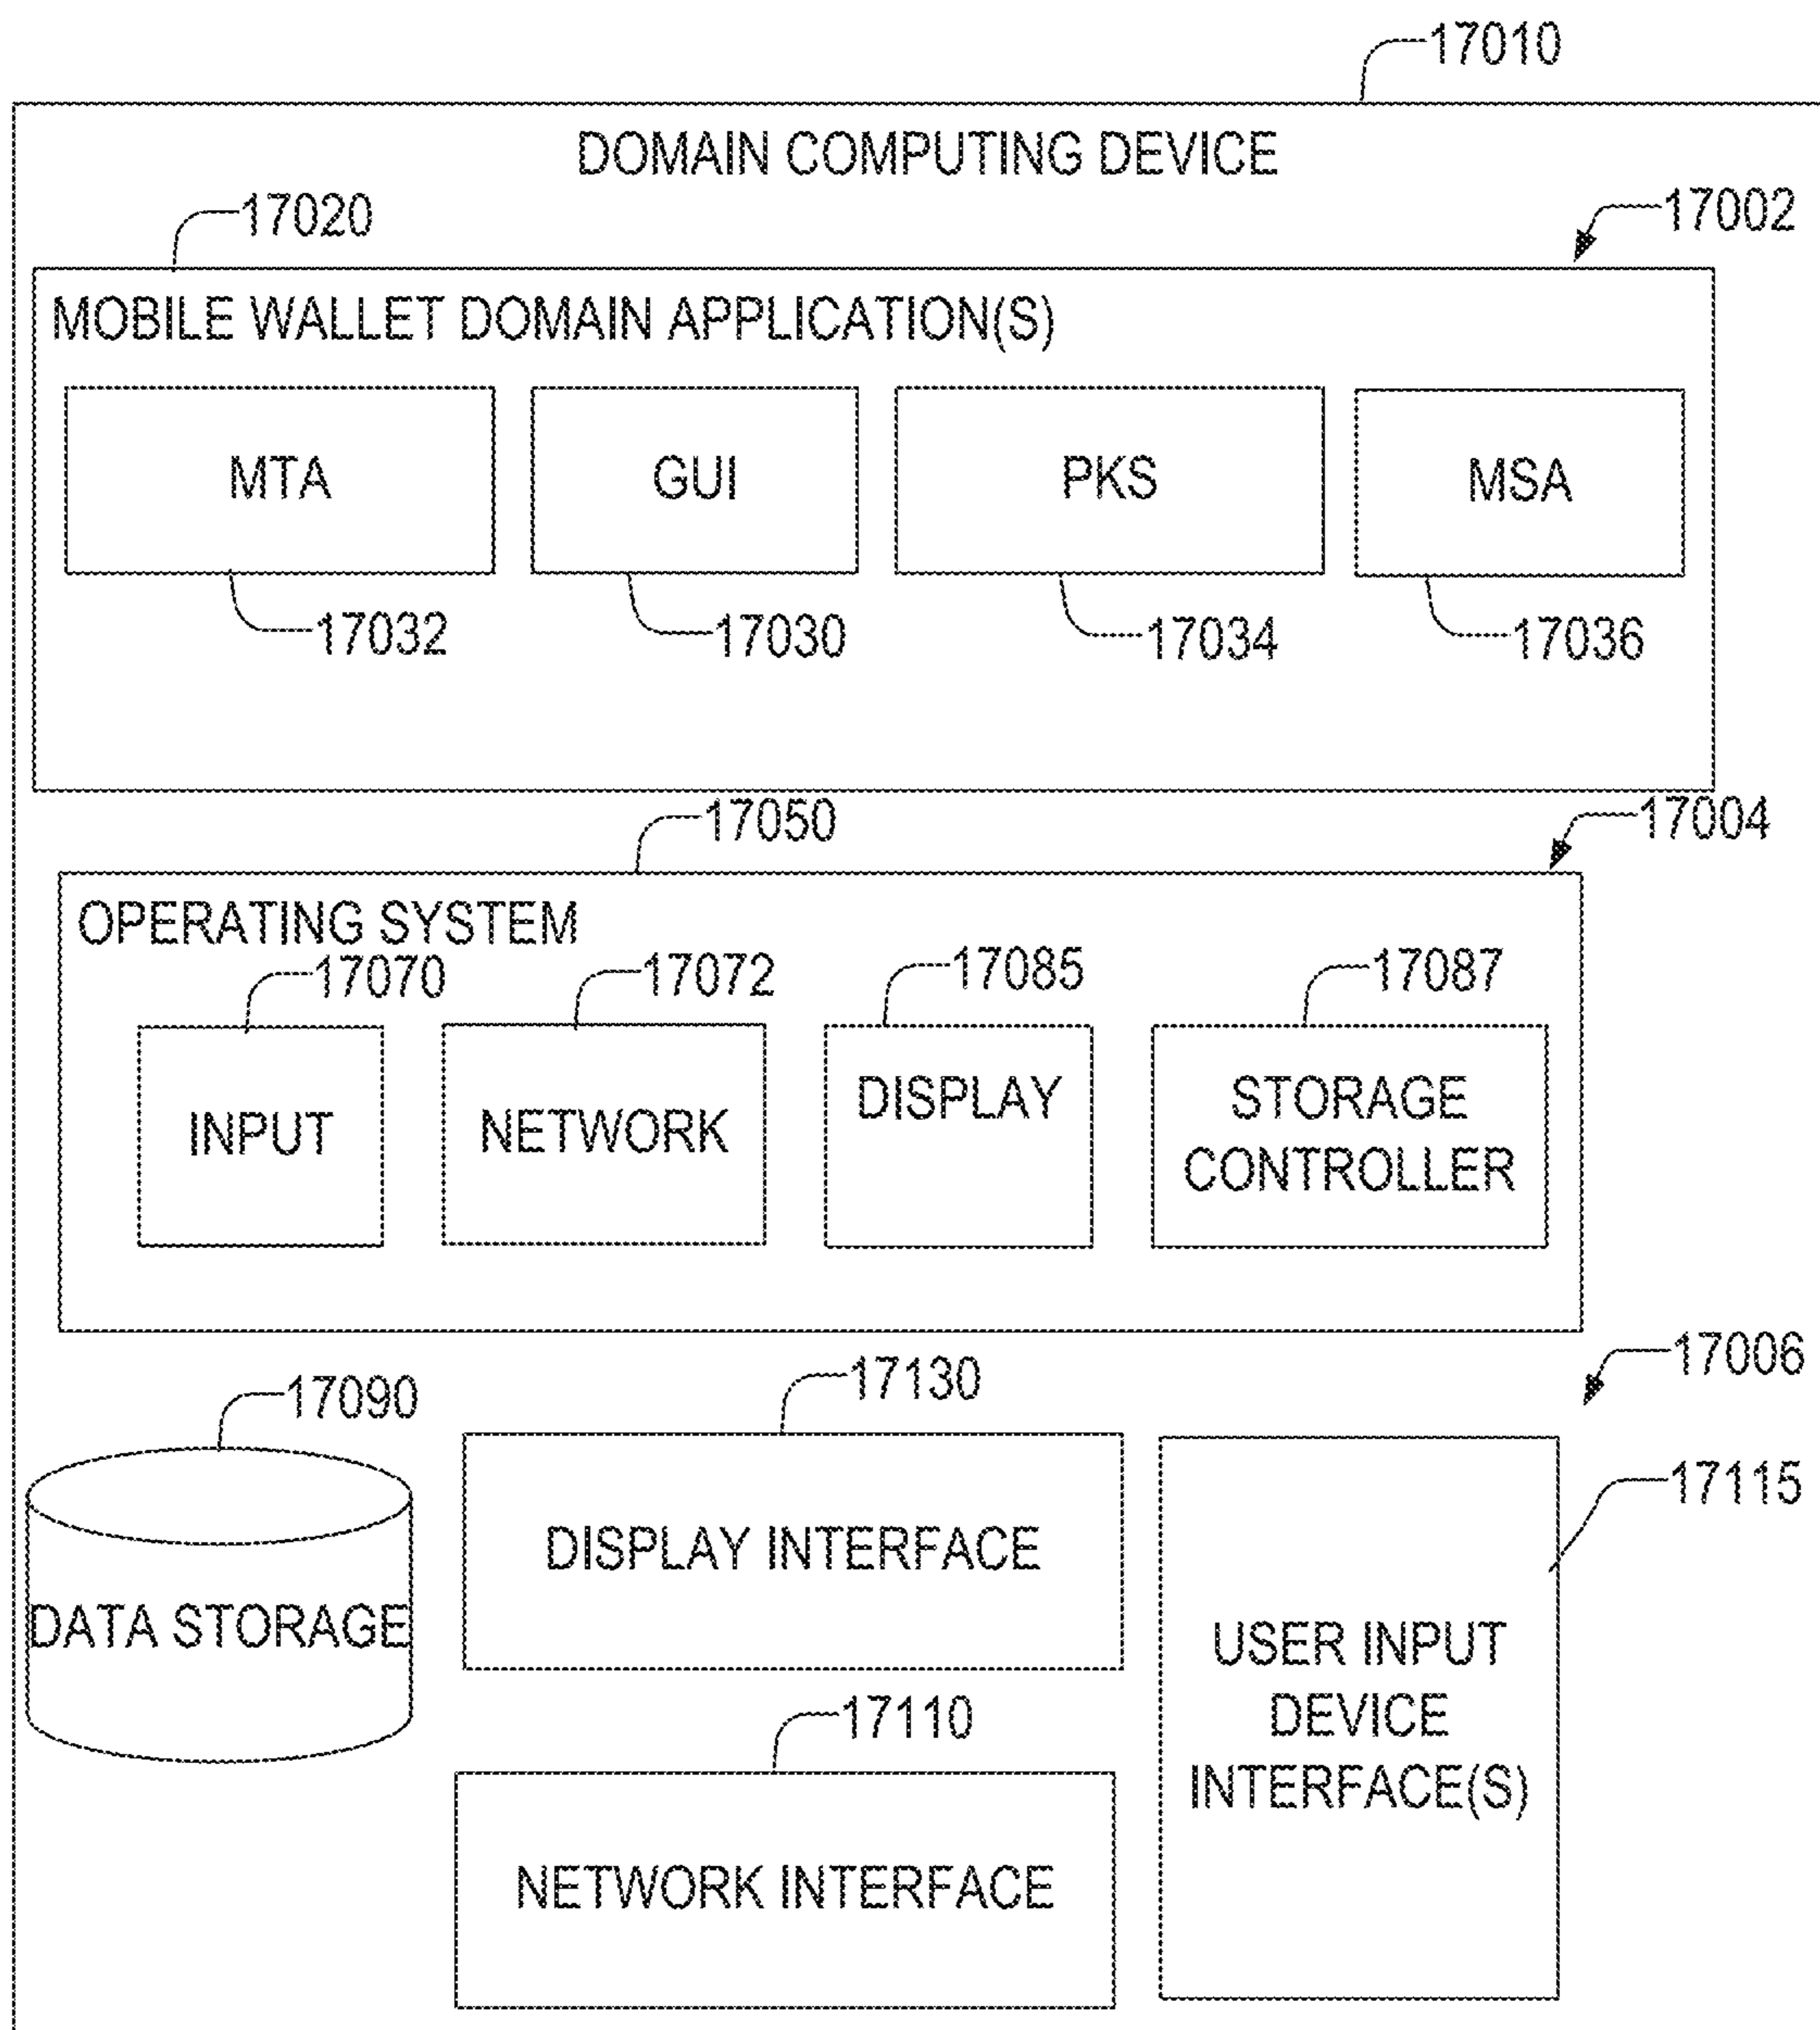 17010
DOMAIN COMPUTING DEVICE
17020
17002
MOBILE WALLET DOMAIN APPLICATION(S)
MTA
GUI
PKS
MSA
17032
17030
17034
17036
17050
17004
OPERATING SYSTEM
17070
17072
17085
17087
INPUT
NETWORK
DISPLAY
STORAGE
CONTROLLER
17006
17090
17130
17115
DATA STORAGE
DISPLAY INTERFACE
USER INPUT
DEVICE
INTERFACE(S)
17110
NETWORK INTERFACE